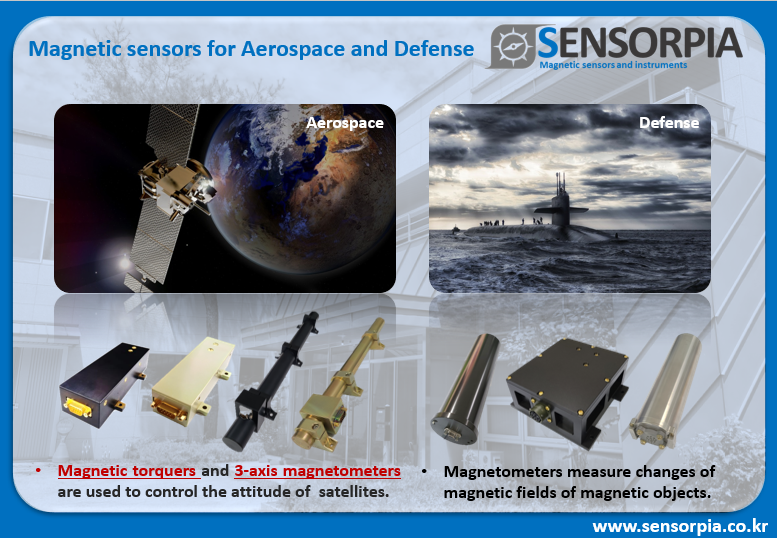 Magnetic sensors for Aerospace and Defense
SENSORPIA
Magnetic sensors and instruments
Aerospace
Defense
• Magnetic torquers and 3-axis magnetometers
are used to control the attitude of satellites.
• Magnetometers measure changes of
magnetic fields of magnetic objects.
www.sensorpia.co.kr